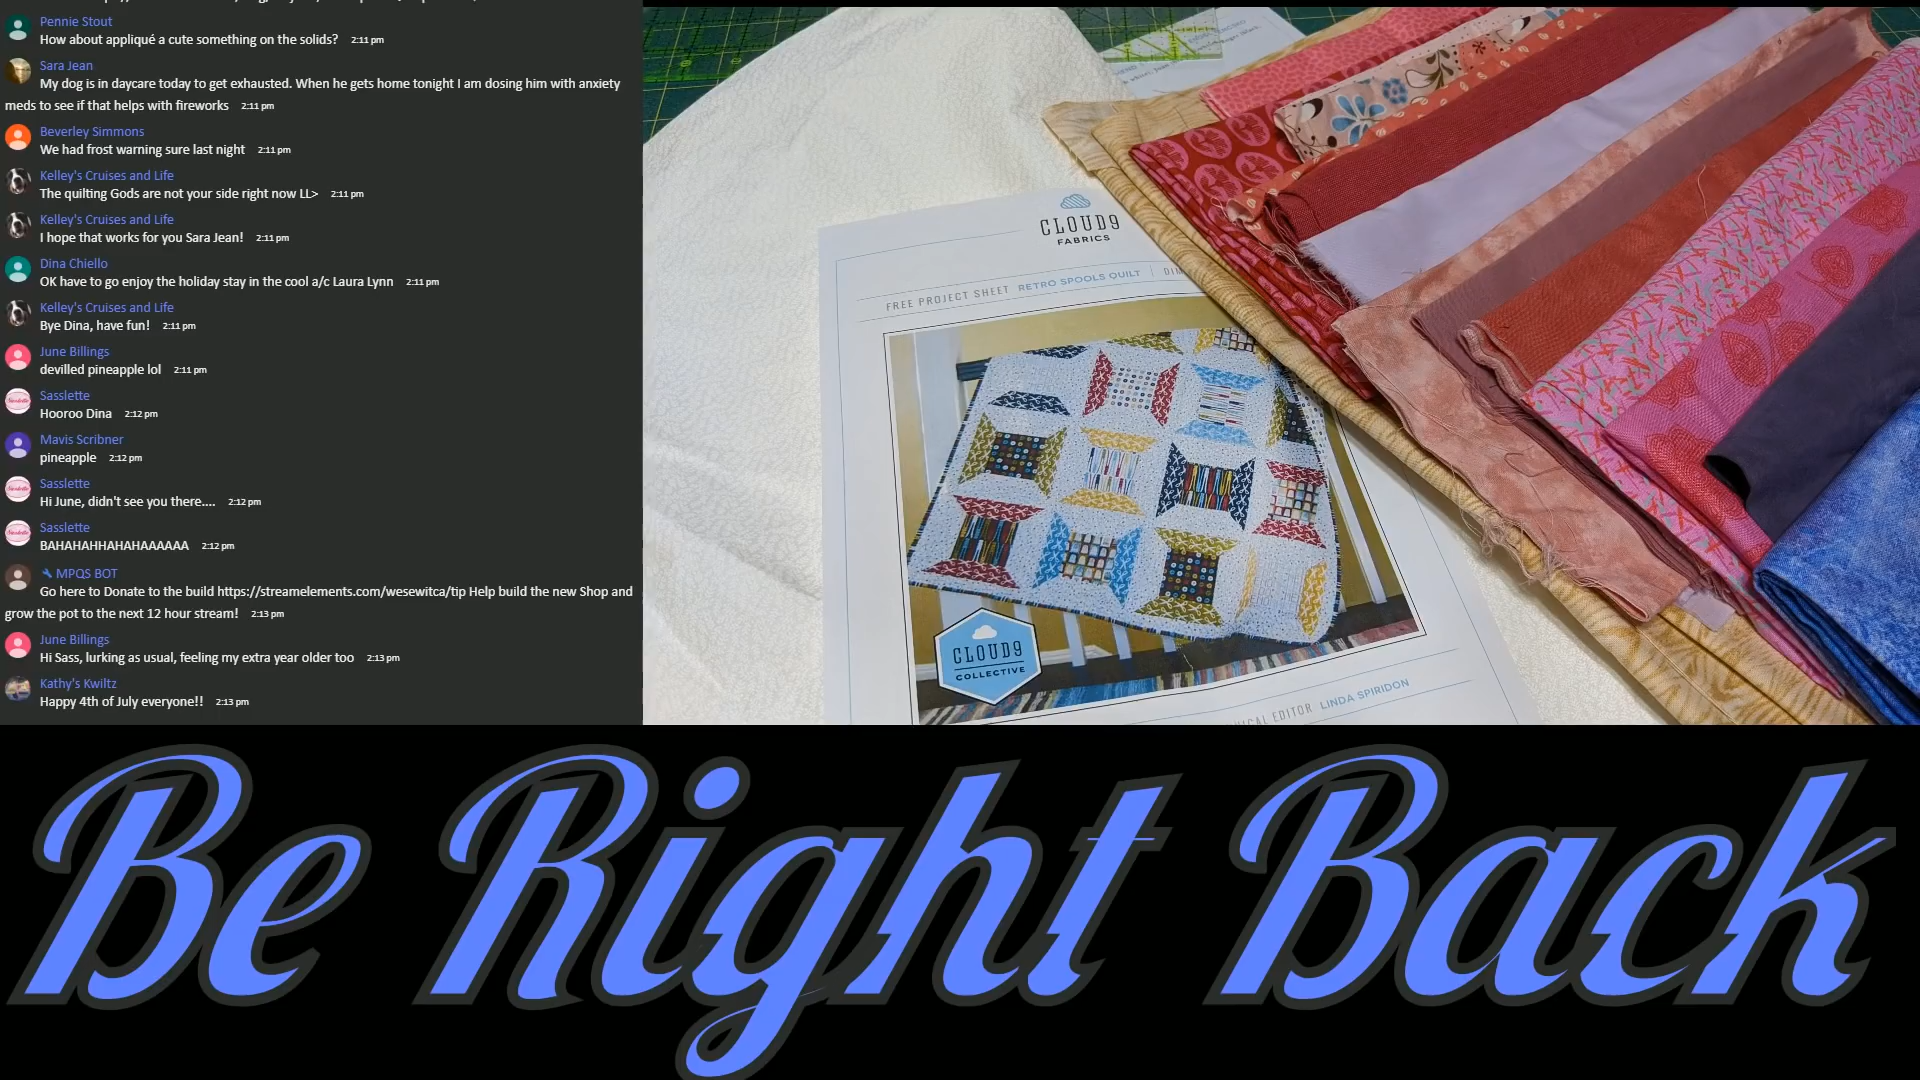 Pennie Stout
How about appliqué a cute something on the solids? 2:11 pm
Sara Jean
My dog is in daycare today to get exhausted. When he gets home tonight I am dosing him with anxiety
meds to see if that helps with fireworks 2:11 pm
Beverley Simmons
We had frost warning sure last night 2:11 pm
Kelley's Cruises and Life
The quilting Gods are not your side right now LL> 2:11 pm
Kelley's Cruises and Life
I hope that works for you Sara Jean! 2:11 pm
Dina Chiello
OK have to go enjoy the holiday stay in the cool a/c Laura Lynn 2:11 pm
Kelley's Cruises and Life
Bye Dina, have fun! 2:11 pm
June Billings
devilled pineapple lol 2:11 pm
Sasslette
Hooroo Dina 2:12 pm
Mavis Scribner
pineapple 2:12 pm
Sasslette
Hi June, didn't see you there.... 2:12 pm
Sasslette
BAHAHAHHAHAHAAAAAA 2:12 pm
MPQS BOT
Go here to Donate to the build https://streamelements.com/wesewitca/tip Help build the new Shop and
grow the pot to the next 12 hour stream! 2:13 pm
June Billings
Hi Sass, lurking as usual, feeling my extra year older too 2:13 pm
Kathy's Kwiltz
Happy 4th of July everyone!! 2:13 pm
CLOUD9
FABRICS
FREE PROJECT SHEET RETRO SPOOLS QUILT
CLOUD9
COLLECTIVE
EDITOR LINDA SPIRIDON
Be Right Back